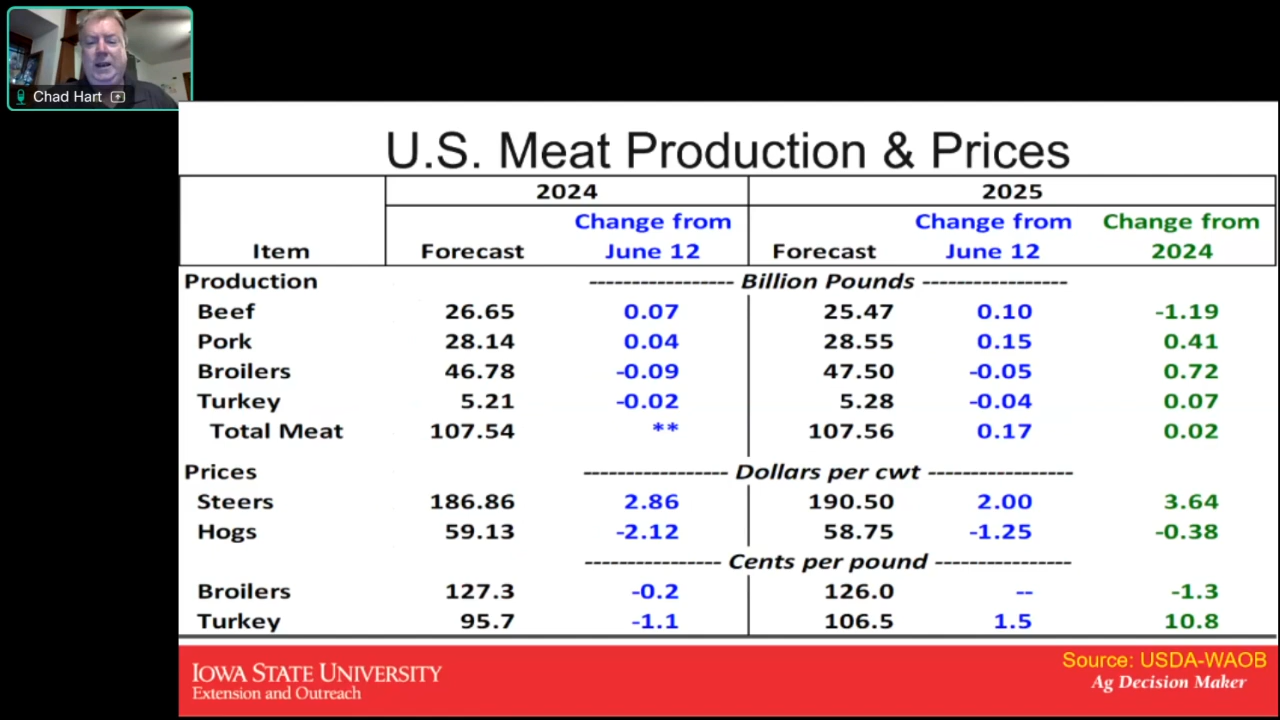 Chad Hart
U.S. Meat Production & Prices
2024 2025
Change from Change from Change from
Item Forecast June 12 Forecast June 12 2024
Production ----------------- Billion Pounds -----------------
Beef 26.65 0.07 25.47 0.10 -1.19
Pork 28.14 0.04 28.55 0.15 0.41
Broilers 46.78 -0.09 47.50 -0.05 0.72
Turkey 5.21 -0.02 5.28 -0.04 0.07
Total Meat 107.54 ** 107.56 0.17 0.02
Prices ----------------- Dollars per cwt -----------------
Steers 186.86 2.86 190.50 2.00 3.64
Hogs 59.13 -2.12 58.75 -1.25 -0.38
---------------- Cents per pound ----------------
Broilers 127.3 -0.2 126.0 -- -1.3
Turkey 95.7 -1.1 106.5 1.5 10.8
IOWA STATE UNIVERSITY
Extension and Outreach
Source: USDA-WAOB
Ag Decision Maker